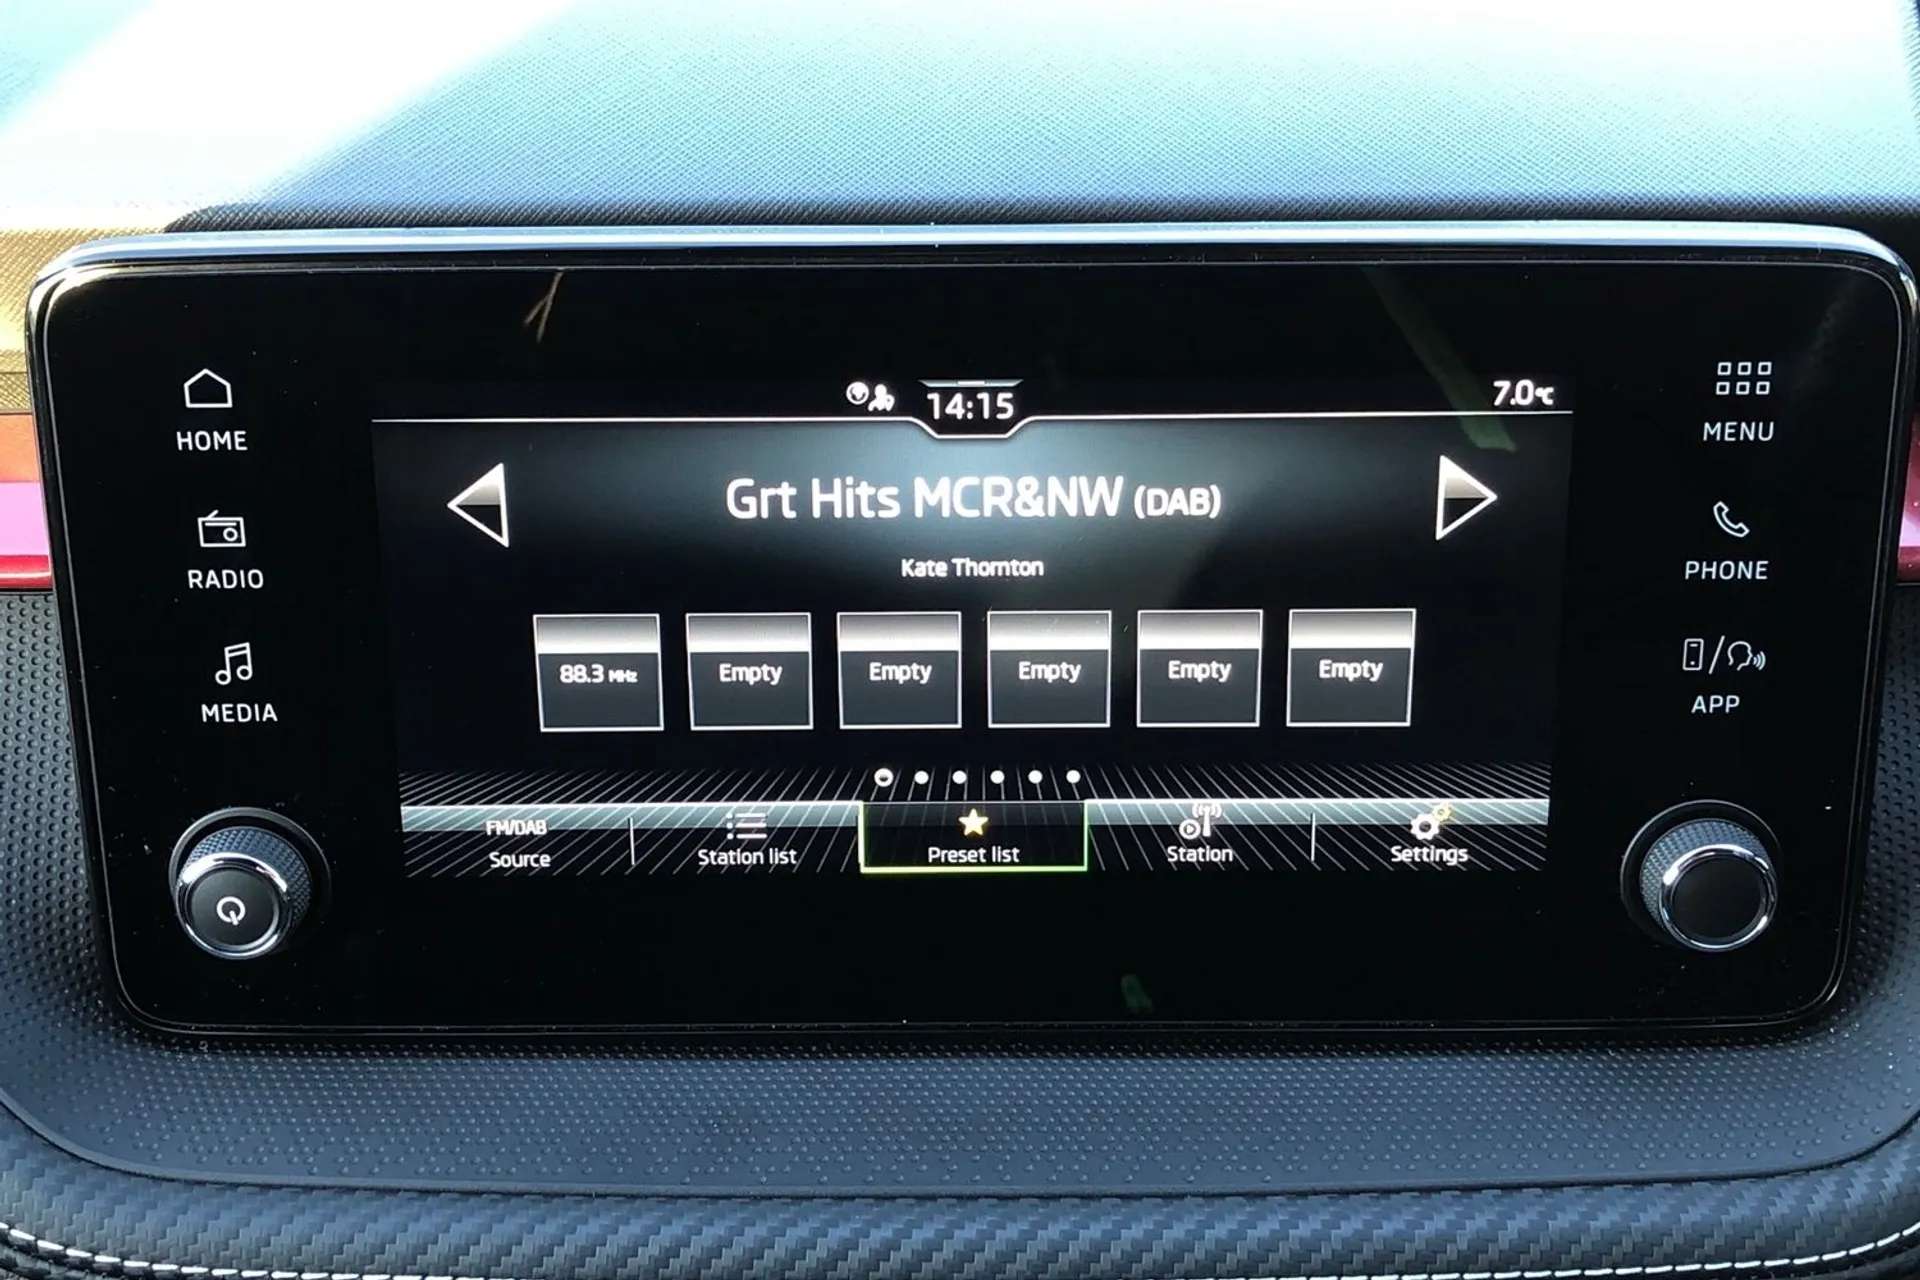 14:15
7.0°C
HOME
RADIO
MEDIA
Grt Hits MCR&NW (DAB)
Kate Thornton
88.3 MHz
Empty
Empty
Empty
Empty
Empty
FM/DAB
Source
Station list
Preset list
Station
Settings
MENU
PHONE
APP